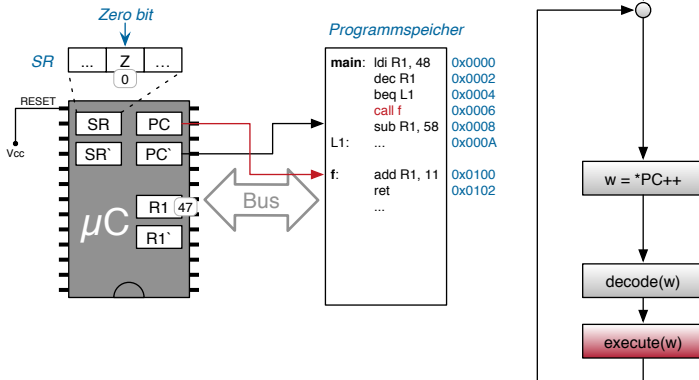 Zero bit
SR
... Z ...
0
RESET
Vcc
SR PC
SR` PC`
R1 47
R1`
µC
Bus
Programmspeicher
main: ldi R1, 48 0x0000
dec R1 0x0002
beq L1 0x0004
call f 0x0006
sub R1, 58 0x0008
L1: ... 0x000A
f: add R1, 11 0x0100
ret 0x0102
...
w = *PC++
decode(w)
execute(w)